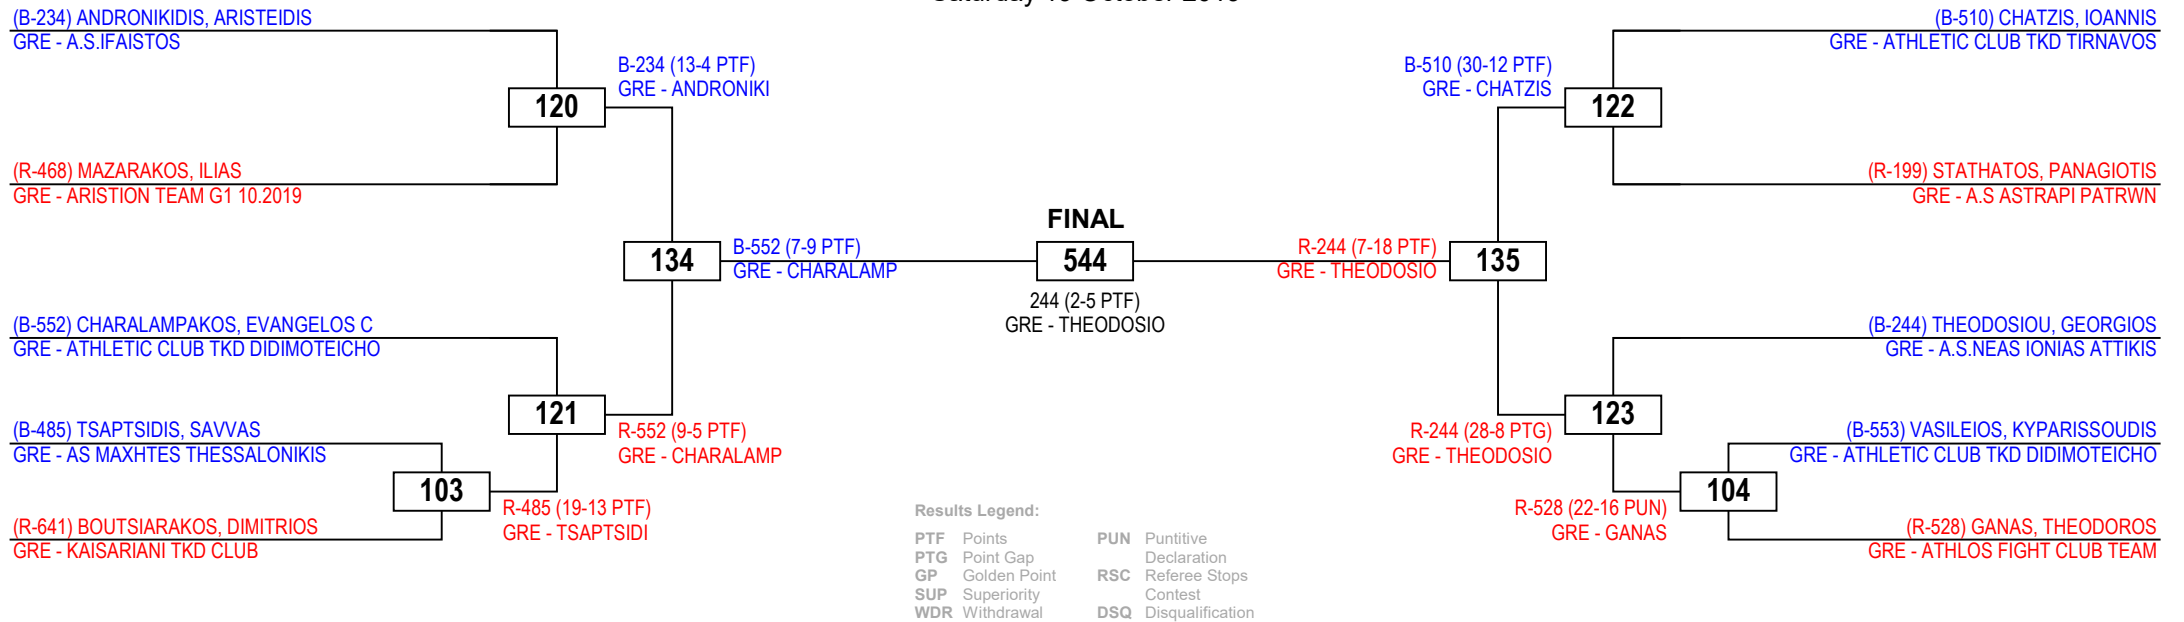 (B-234) ANDRONIKIDIS, ARISTEIDIS
GRE - A.S.IFAISTOS
(B-510) CHATZIS, IOANNIS
GRE - ATHLETIC CLUB TKD TIRNAVOS
B-234 (13-4 PTF)
GRE - ANDRONIKI
B-510 (30-12 PTF)
GRE - CHATZIS
120
122
(R-468) MAZARAKOS, ILIAS
GRE - ARISTION TEAM G1 10.2019
(R-199) STATHATOS, PANAGIOTIS
GRE - A.S ASTRAPI PATRWN
FINAL
134
B-552 (7-9 PTF)
GRE - CHARALAMP
544
R-244 (7-18 PTF)
GRE - THEODOSIO
135
244 (2-5 PTF)
GRE - THEODOSIO
(B-552) CHARALAMPAKOS, EVANGELOS C
GRE - ATHLETIC CLUB TKD DIDIMOTEICHO
(B-244) THEODOSIOU, GEORGIOS
GRE - A.S.NEAS IONIAS ATTIKIS
121
123
(B-485) TSAPTSIDIS, SAVVAS
GRE - AS MAXHTES THESSALONIKIS
R-552 (9-5 PTF)
GRE - CHARALAMP
R-244 (28-8 PTG)
GRE - THEODOSIO
(B-553) VASILEIOS, KYPARISSOUDIS
GRE - ATHLETIC CLUB TKD DIDIMOTEICHO
103
104
(R-641) BOUTSIARAKOS, DIMITRIOS
GRE - KAISARIANI TKD CLUB
R-485 (19-13 PTF)
GRE - TSAPTSIDI
R-528 (22-16 PUN)
GRE - GANAS
(R-528) GANAS, THEODOROS
GRE - ATHLOS FIGHT CLUB TEAM
Results Legend:
PTF Points PUN Puntitive
PTG Point Gap Declaration
GP Golden Point RSC Referee Stops
SUP Superiority Contest
WDR Withdrawal DSQ Disqualification